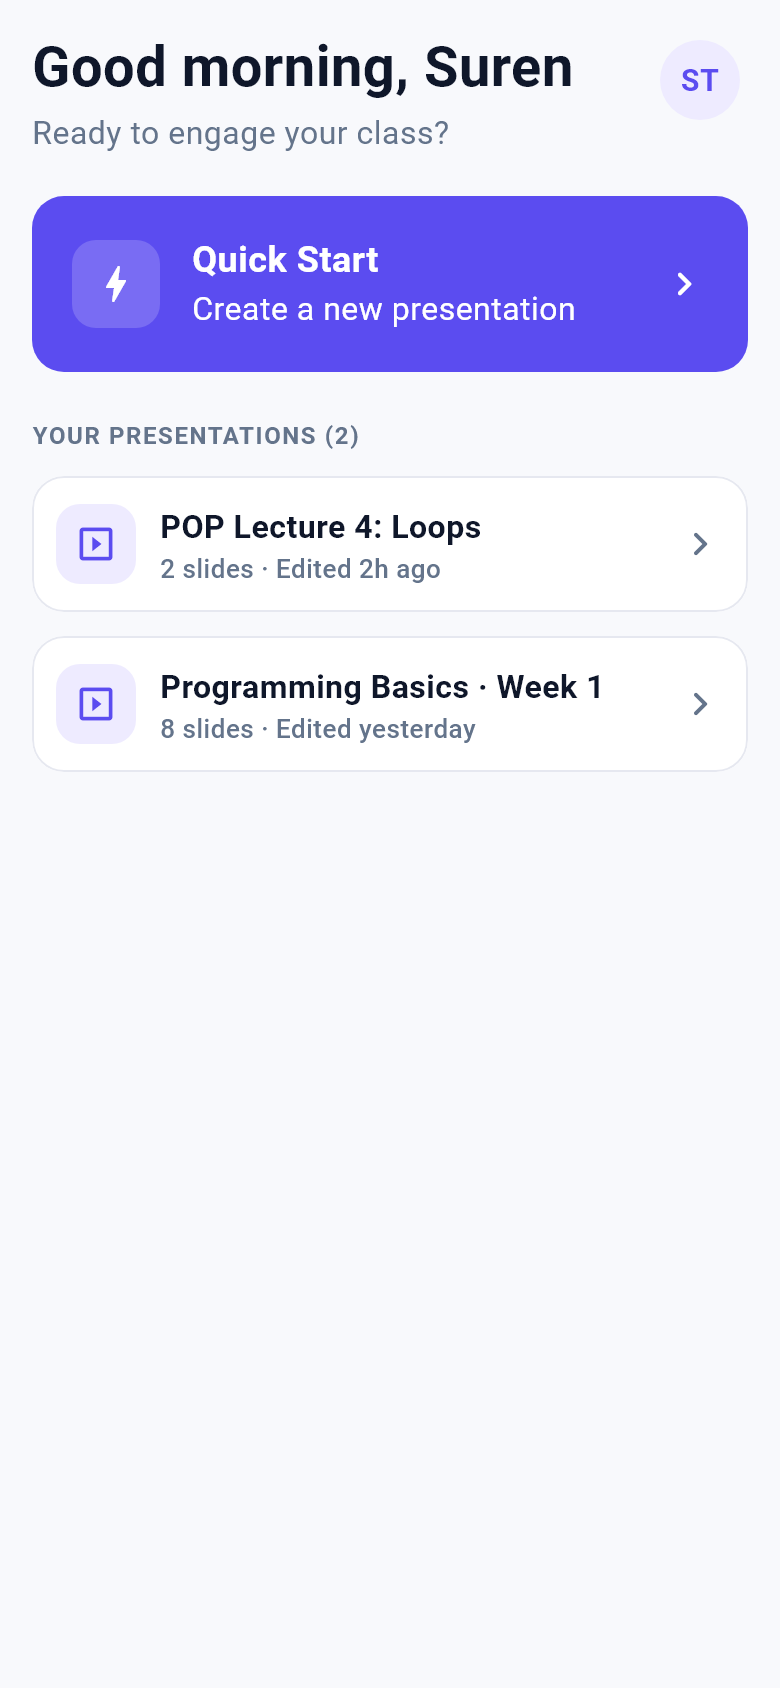 Good morning, Suren
ST
Ready to engage your class?
Quick Start
Create a new presentation
YOUR PRESENTATIONS (2)
POP Lecture 4: Loops
2 slides · Edited 2h ago
Programming Basics · Week 1
8 slides · Edited yesterday